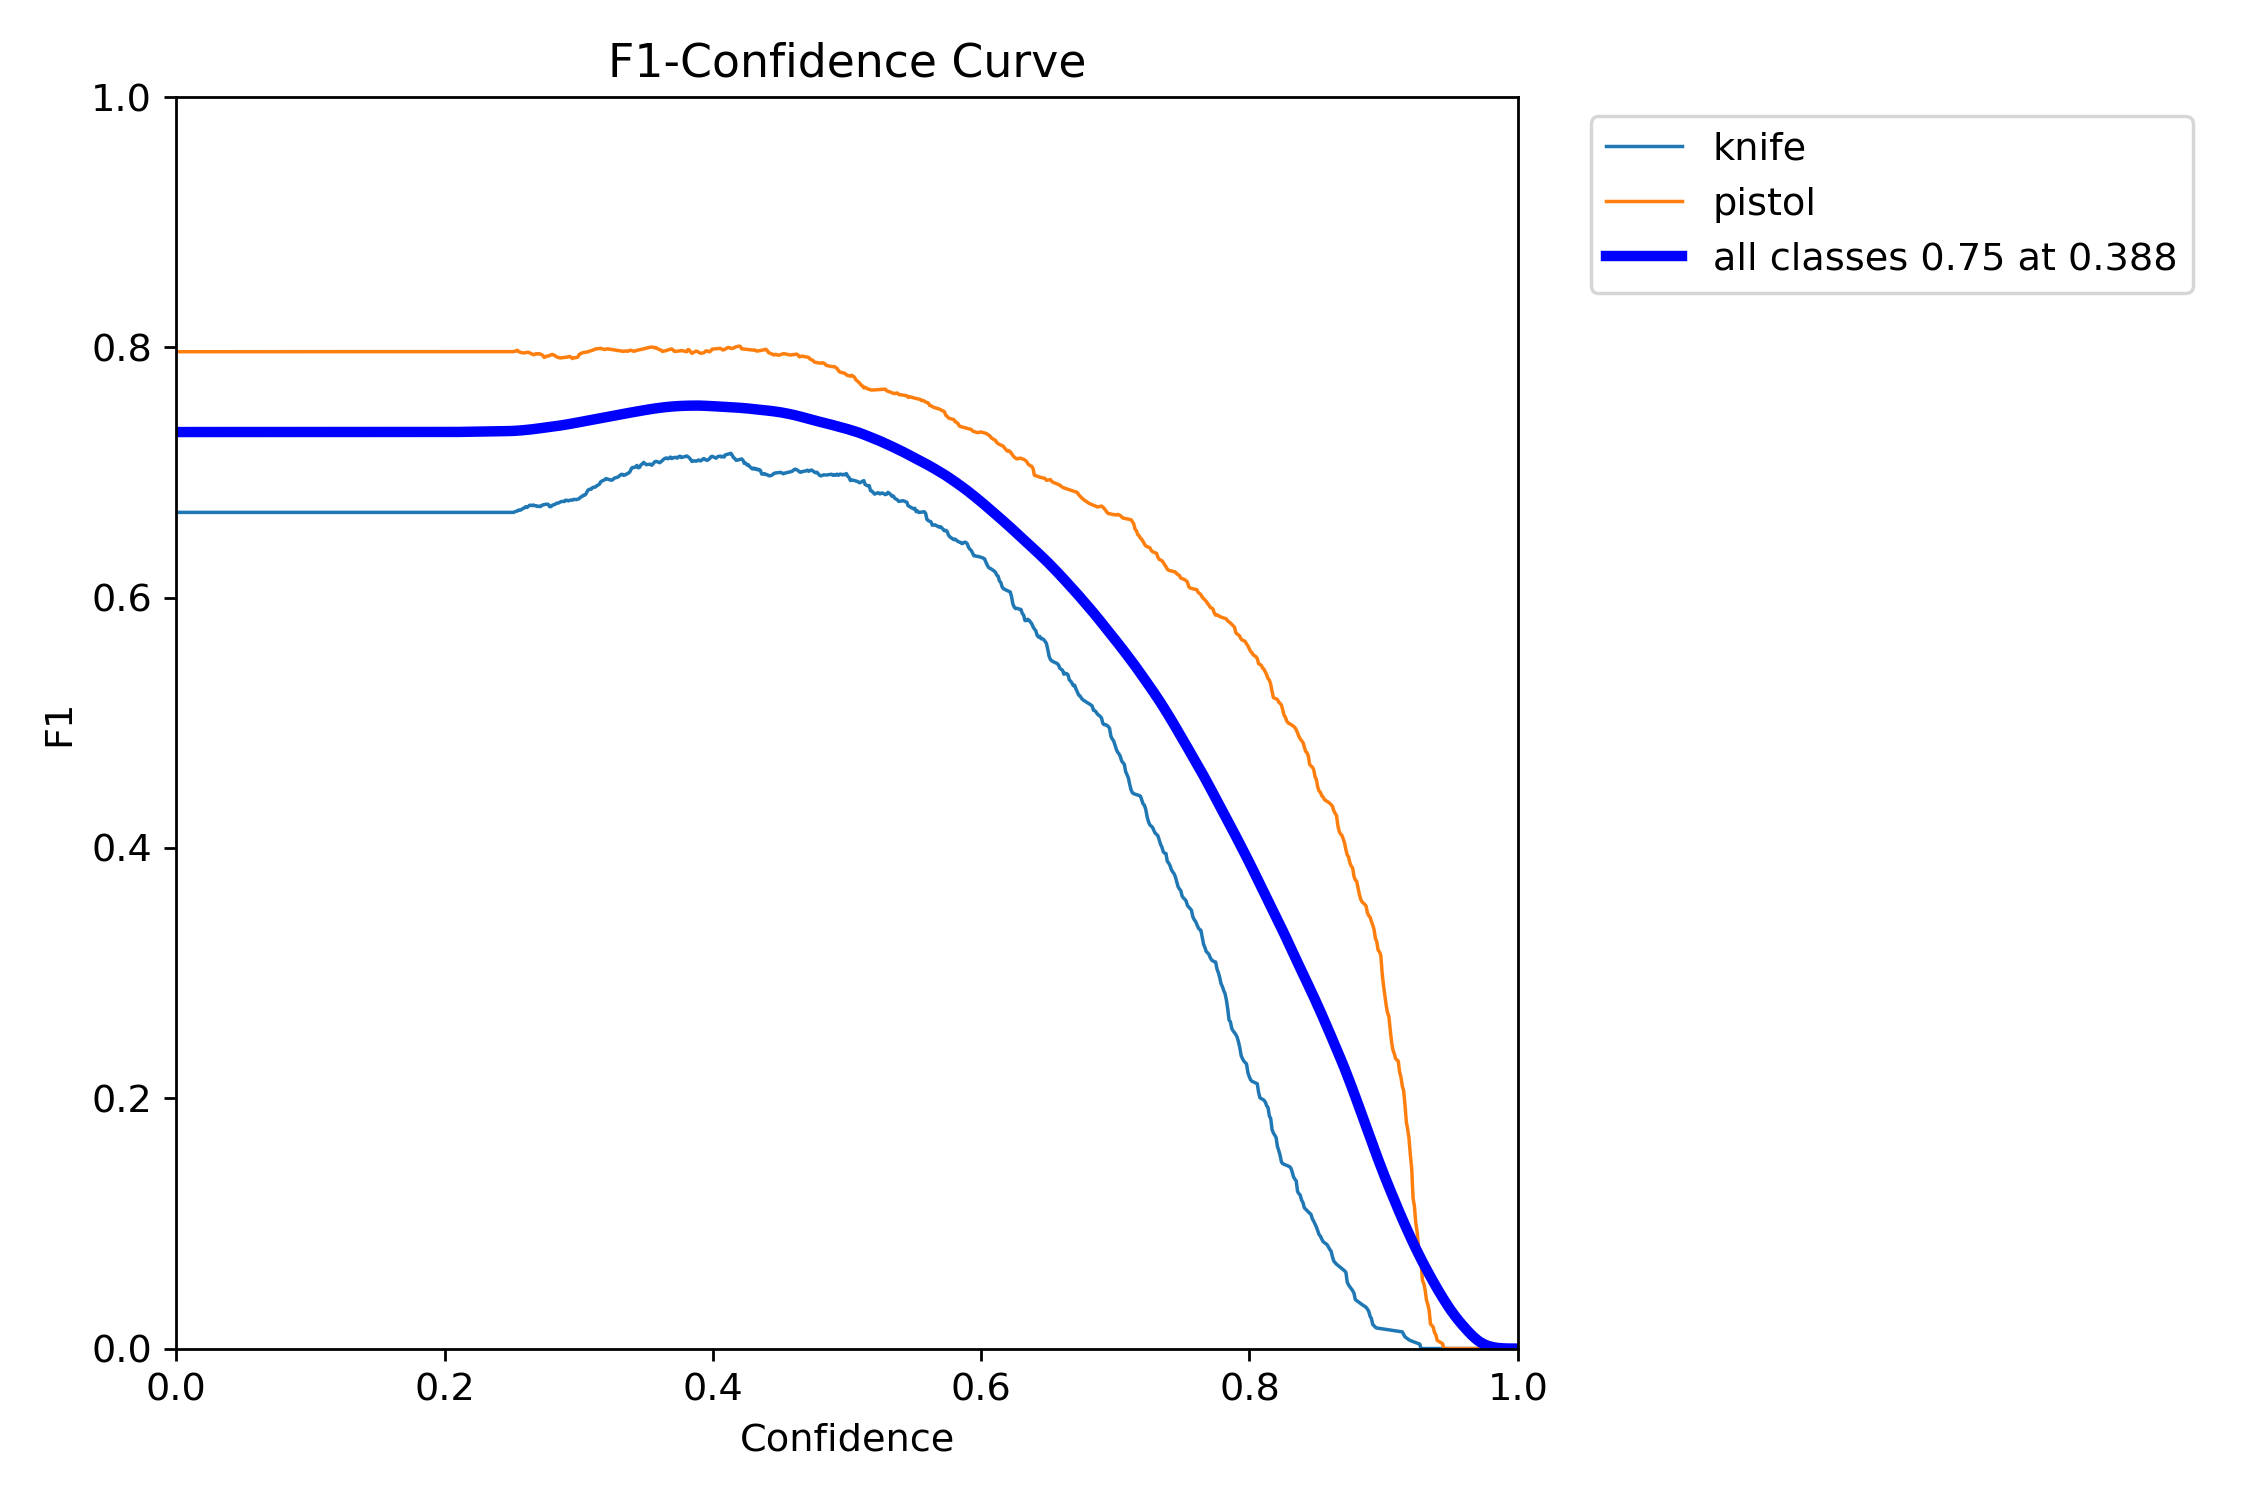 F1-Confidence Curve
1.0
0.8
0.6
0.4
0.2
0.0
F1
0.0 0.2 0.4 0.6 0.8 1.0
Confidence
knife
pistol
all classes 0.75 at 0.388